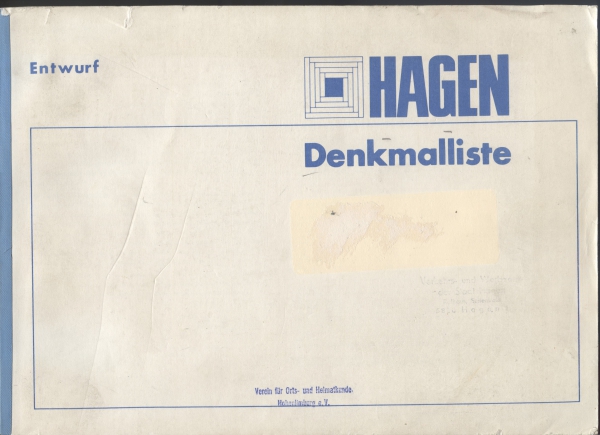 Entwurf
HAGEN
Denkmalliste
Verein für Orts- und Heimatkunde
Hohenlimburg e.V.